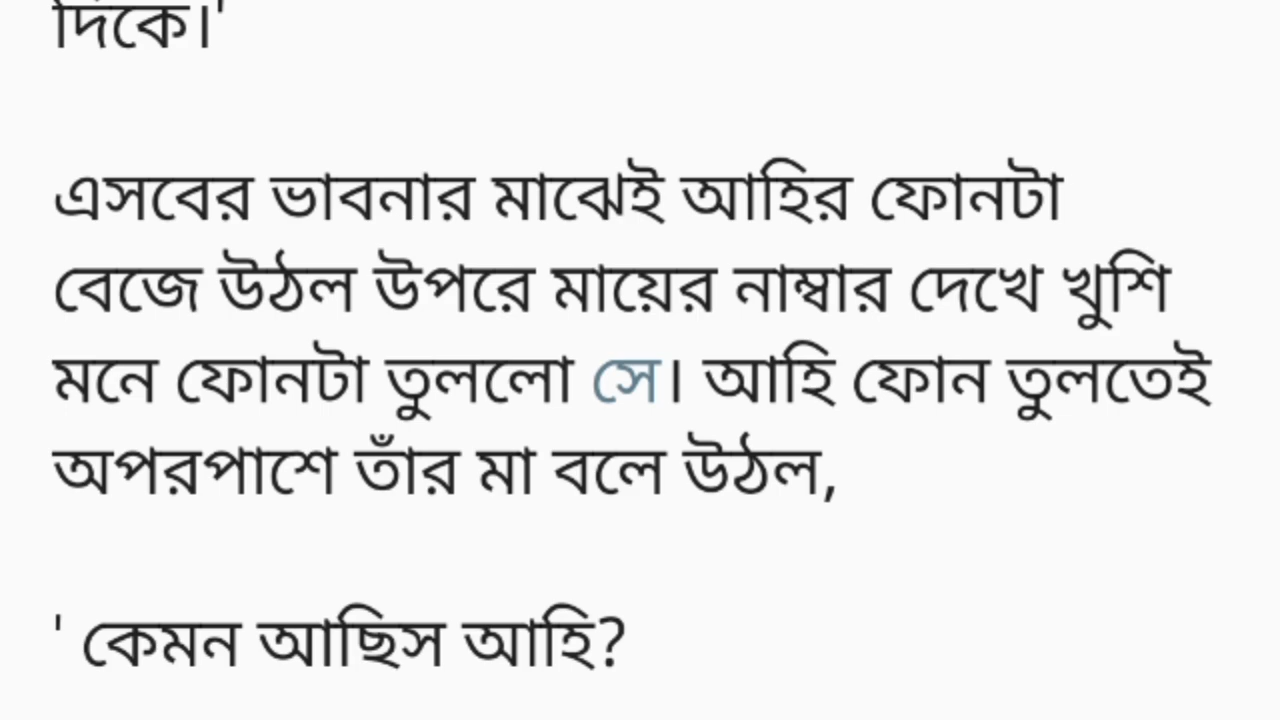 দিকে।'
এসবের ভাবনার মাঝেই আহির ফোনটা
বেজে উঠল উপরে মায়ের নাম্বার দেখে খুশি
মনে ফোনটা তুললো সে। আহি ফোন তুলতেই
অপরপাশে তাঁর মা বলে উঠল,
' কেমন আছিস আহি?